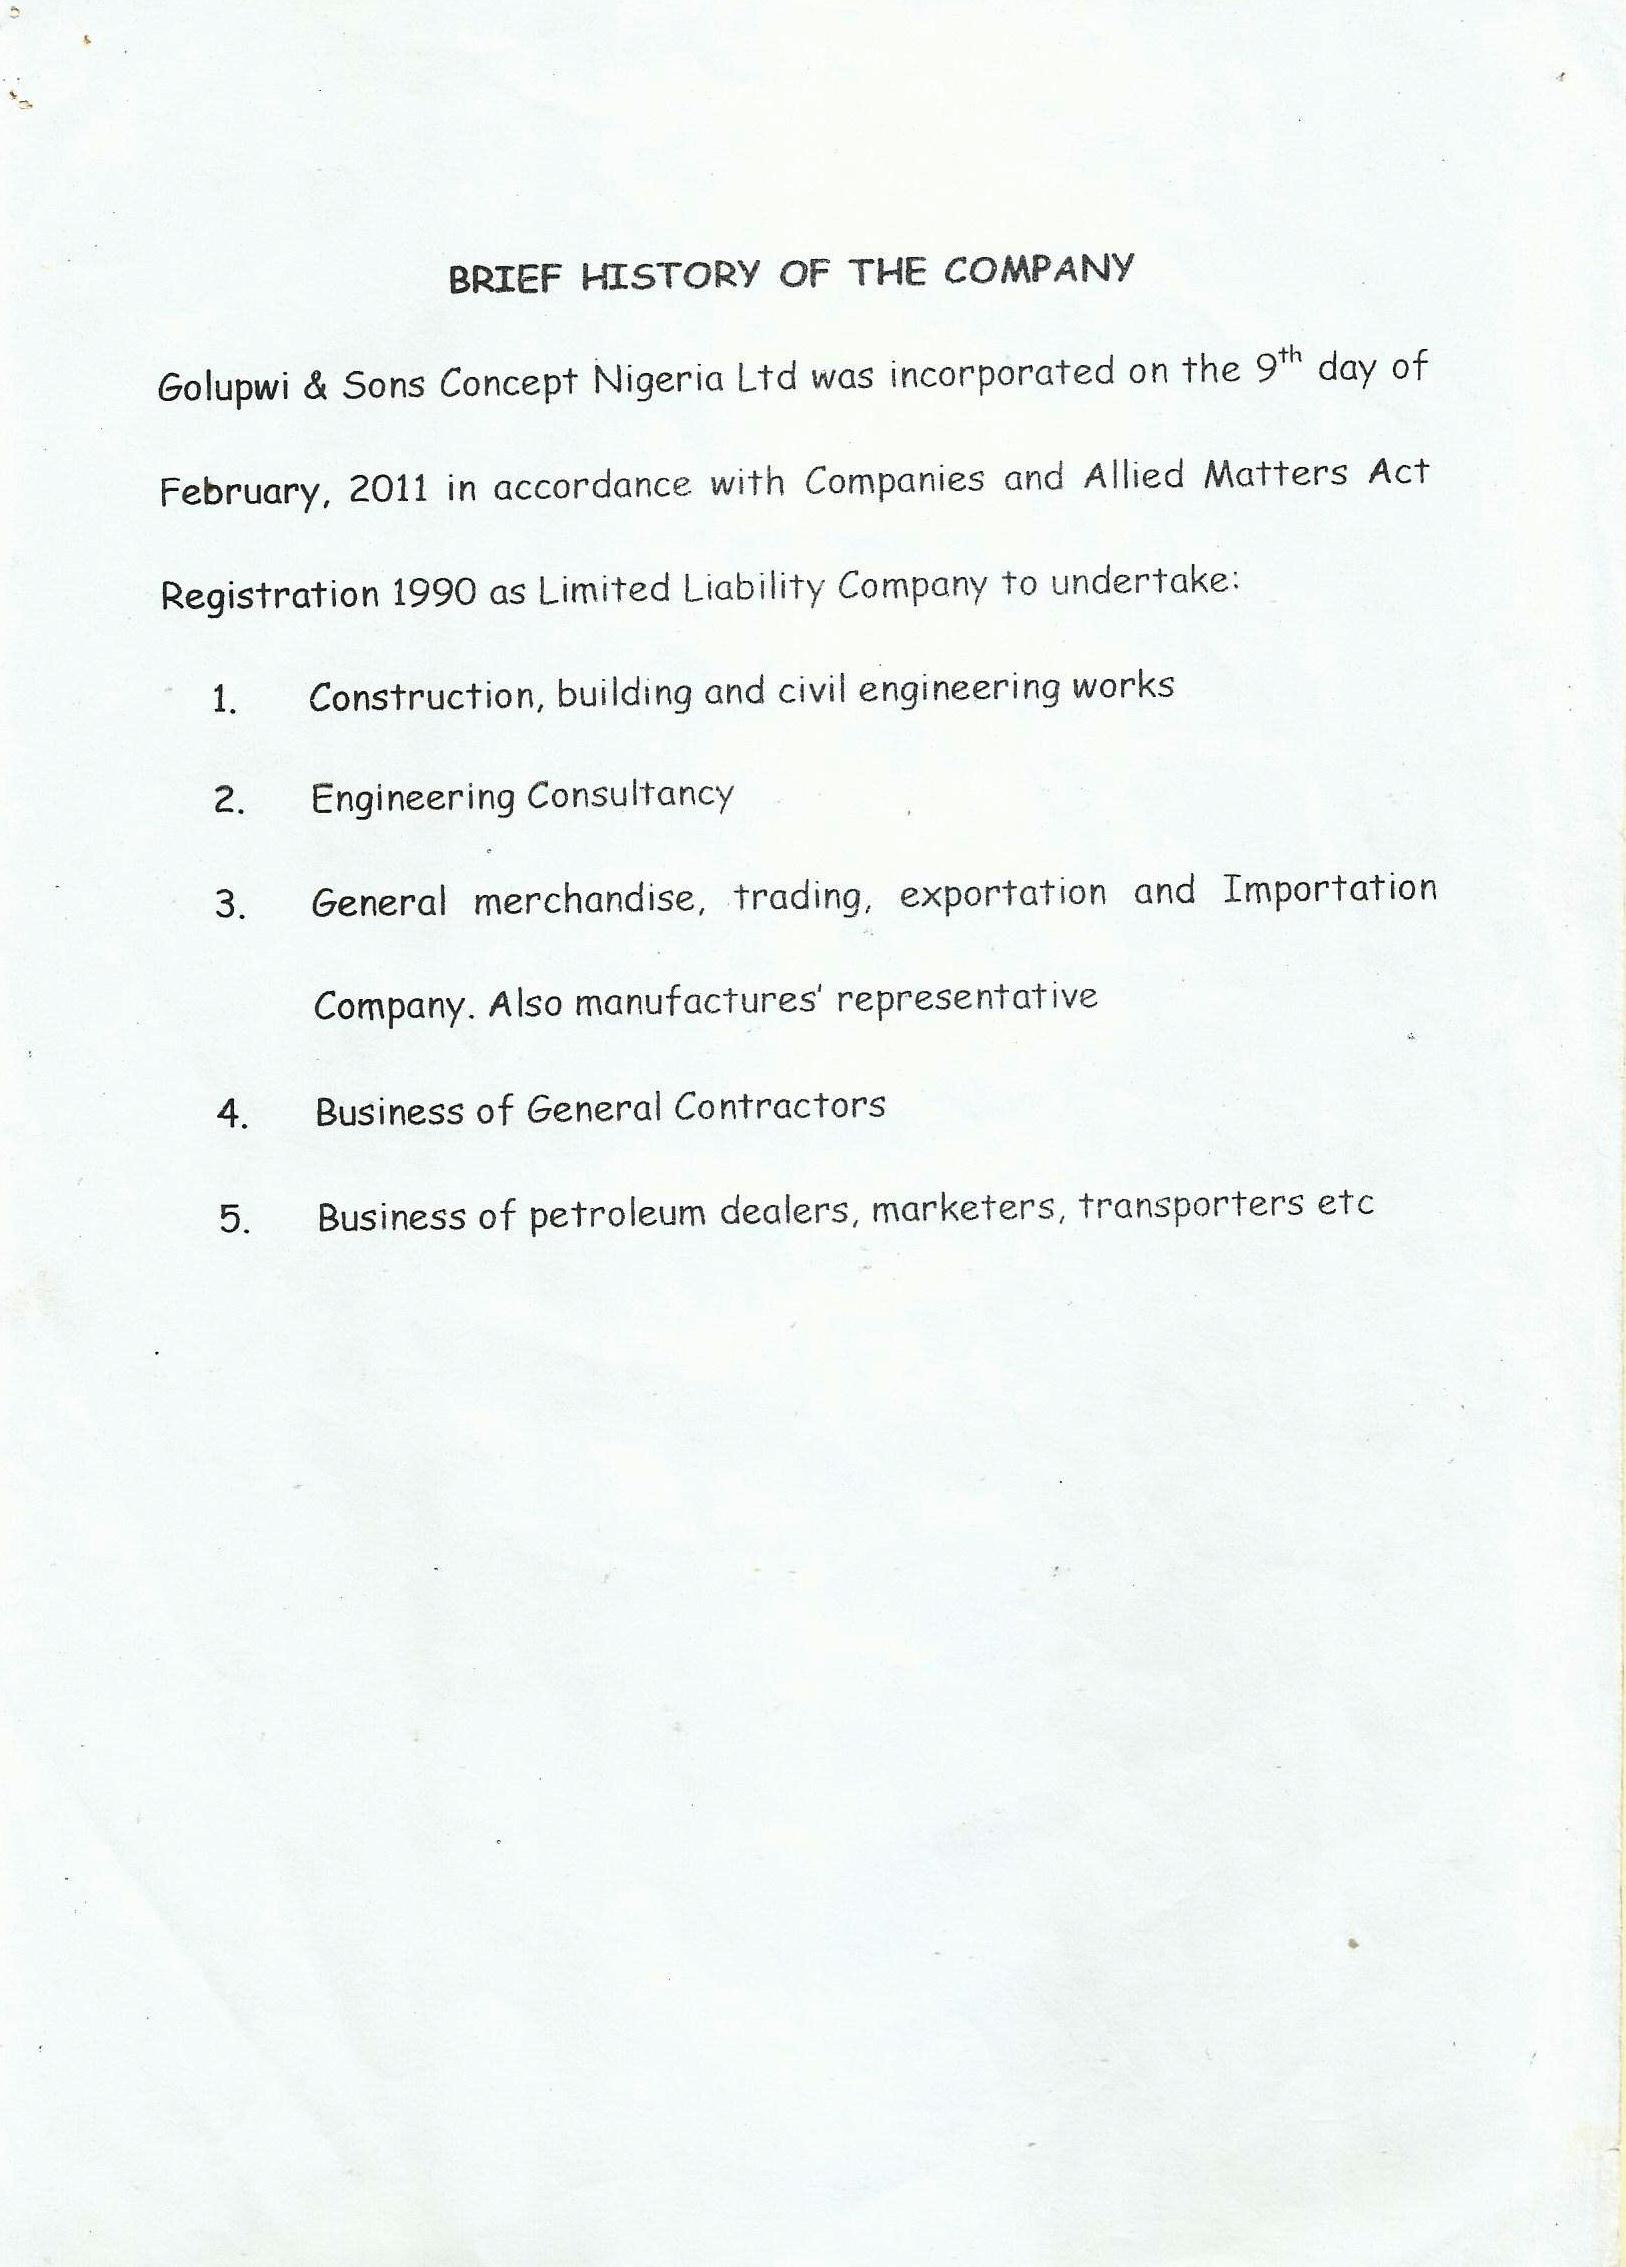 BRIEF HISTORY OF THE COMPANY
Golupwi & Sons Concept Nigeria Ltd was incorporated on the 9th day of
February, 2011 in accordance with Companies and Allied Matters Act
Registration 1990 as Limited Liability Company to undertake:
1. Construction, building and civil engineering works
2. Engineering Consultancy
3. General merchandise, trading, exportation and Importation
Company. Also manufactures' representative
4. Business of General Contractors
5. Business of petroleum dealers, marketers, transporters etc